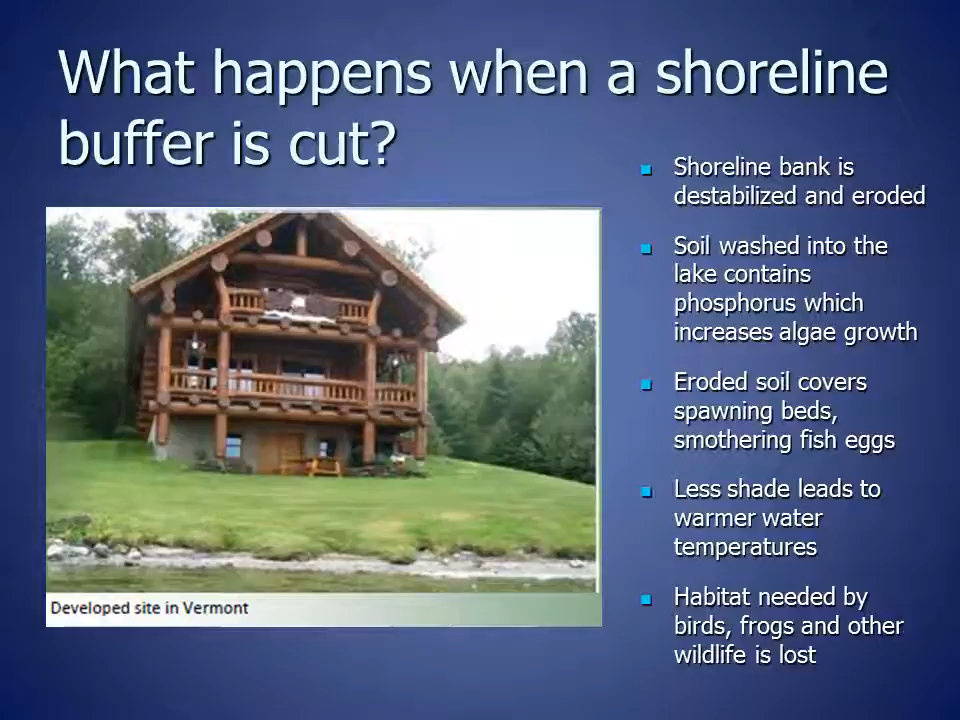 What happens when a shoreline
buffer is cut?
Shoreline bank is
destabilized and eroded
Soil washed into the
lake contains
phosphorus which
increases algae growth
Eroded soil covers
spawning beds,
smothering fish eggs
Less shade leads to
warmer water
temperatures
Habitat needed by
birds, frogs and other
wildlife is lost
Developed site in Vermont